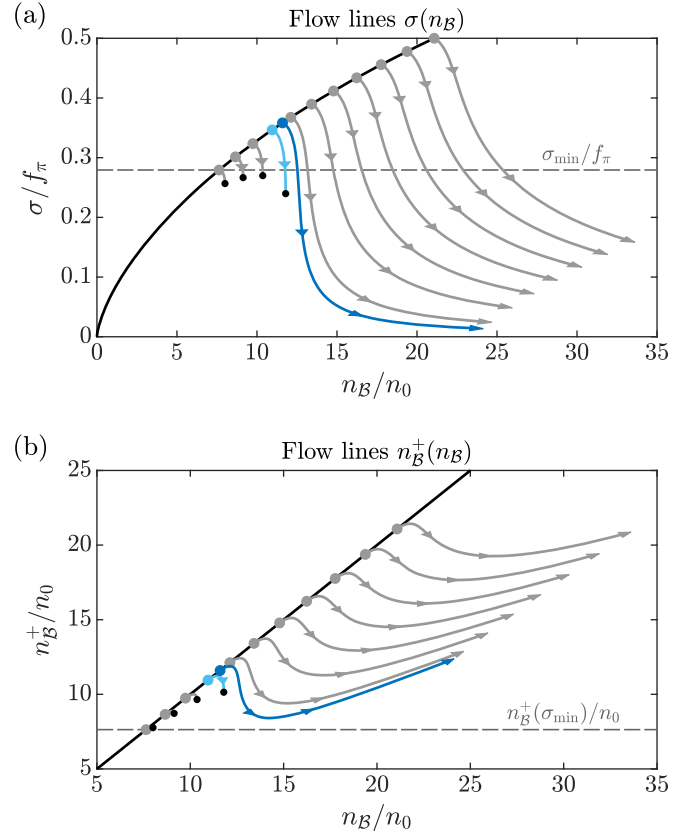 (a)
Flow lines σ(n_ℬ)
0.5
0.4
0.3
0.2
0.1
0
σ/f_π
σ_min/f_π
0 5 10 15 20 25 30 35
n_ℬ/n_0
(b)
Flow lines n_ℬ^+(n_ℬ)
25
20
15
10
5
n_ℬ^+/n_0
n_ℬ^+(σ_min)/n_0
5 10 15 20 25 30 35
n_ℬ/n_0